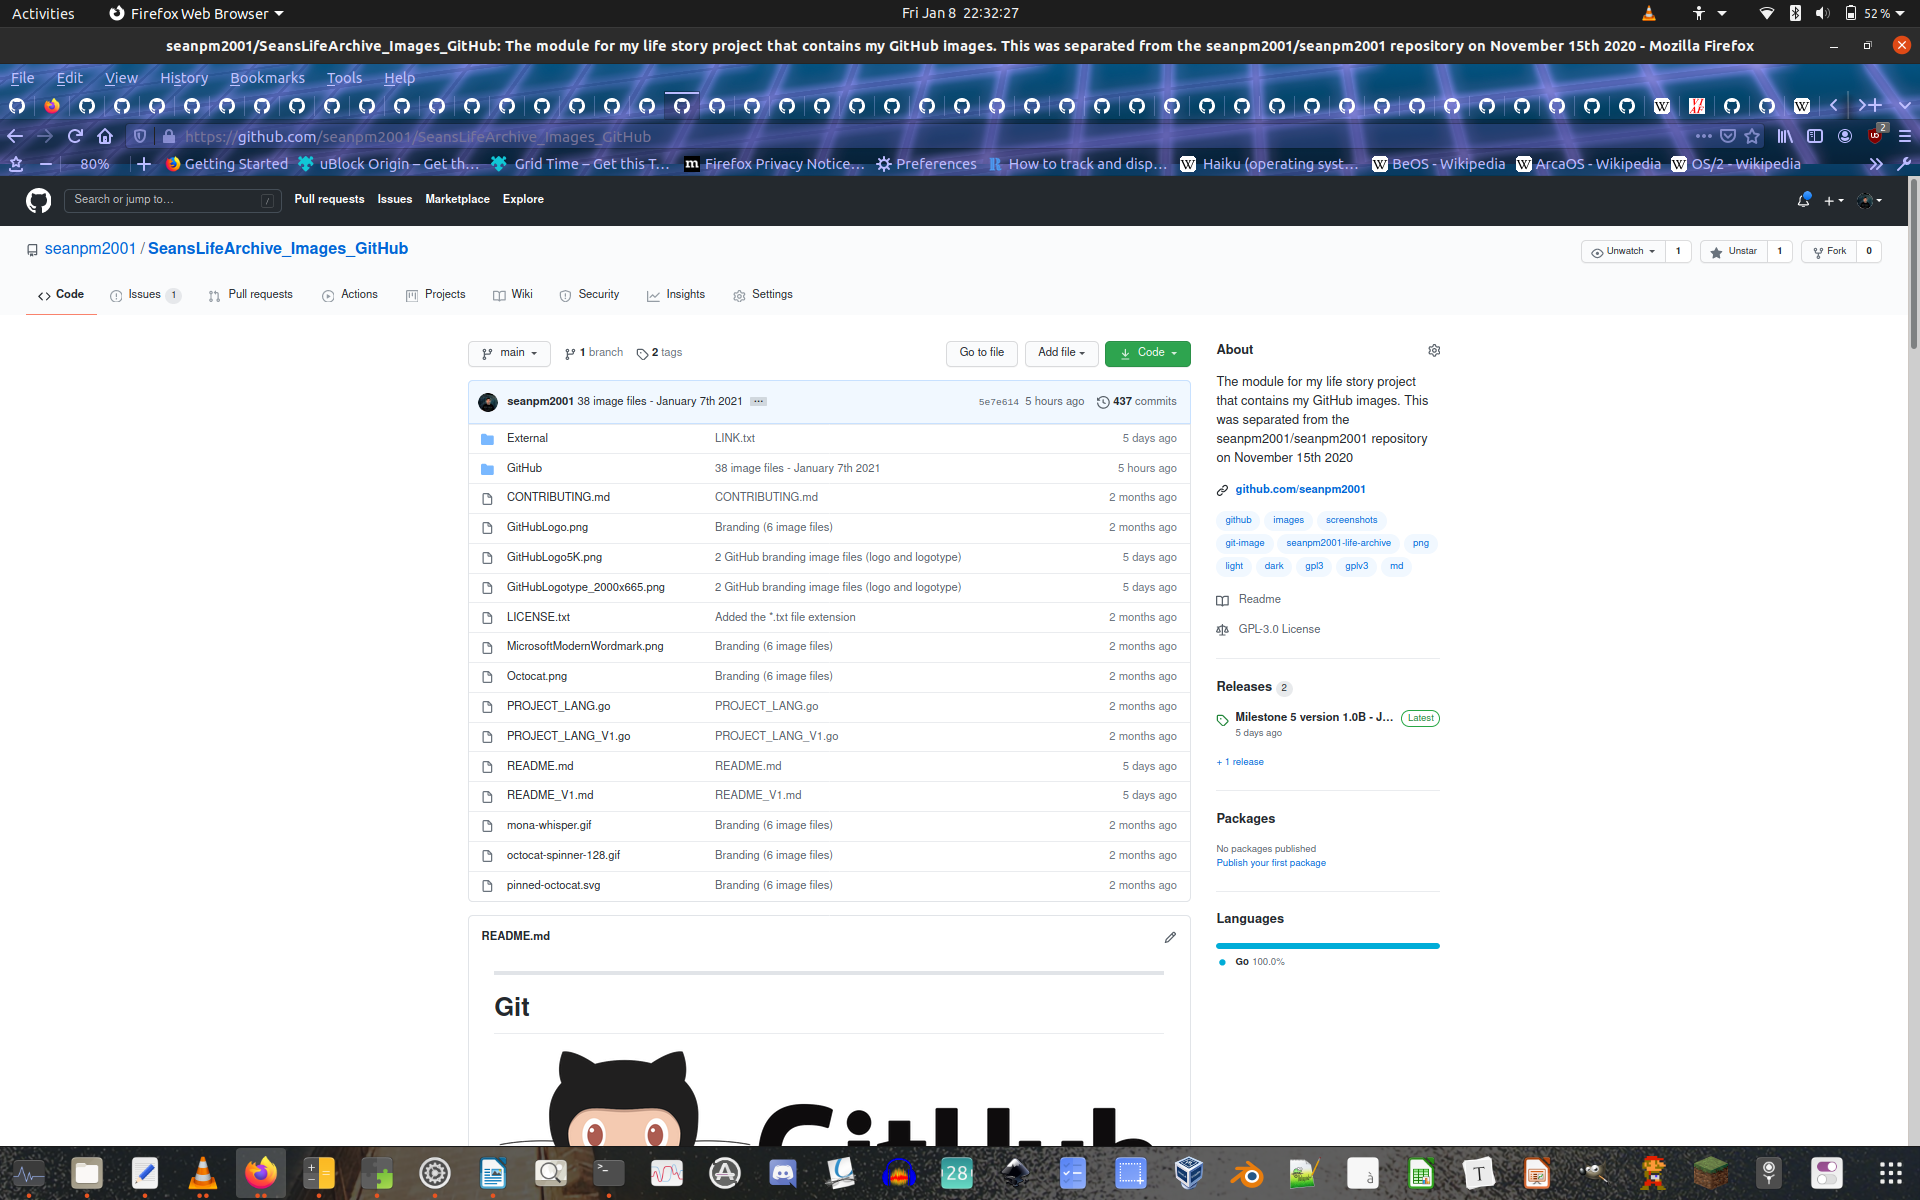 Activities Firefox Web Browser Fri Jan 8 22:32:27 52 %
seanpm2001/SeansLifeArchive_Images_GitHub: The module for my life story project that contains my GitHub images. This was separated from the seanpm2001/seanpm2001 repository on November 15th 2020 - Mozilla Firefox
File Edit View History Bookmarks Tools Help
https://github.com/seanpm2001/SeansLifeArchive_Images_GitHub 2
80% Getting Started uBlock Origin – Get th… Grid Time – Get this T… Firefox Privacy Notice… Preferences How to track and disp… Haiku (operating syst… BeOS - Wikipedia ArcaOS - Wikipedia OS/2 - Wikipedia
Search or jump to… / Pull requests Issues Marketplace Explore
seanpm2001 / SeansLifeArchive_Images_GitHub Unwatch 1 Unstar 1 Fork 0
Code Issues 1 Pull requests Actions Projects Wiki Security Insights Settings
main 1 branch 2 tags Go to file Add file Code
seanpm2001 38 image files - January 7th 2021 … 5e7e614 5 hours ago 437 commits
External LINK.txt 5 days ago
GitHub 38 image files - January 7th 2021 5 hours ago
CONTRIBUTING.md CONTRIBUTING.md 2 months ago
GitHubLogo.png Branding (6 image files) 2 months ago
GitHubLogo5K.png 2 GitHub branding image files (logo and logotype) 5 days ago
GitHubLogotype_2000x665.png 2 GitHub branding image files (logo and logotype) 5 days ago
LICENSE.txt Added the *.txt file extension 2 months ago
MicrosoftModernWordmark.png Branding (6 image files) 2 months ago
Octocat.png Branding (6 image files) 2 months ago
PROJECT_LANG.go PROJECT_LANG.go 2 months ago
PROJECT_LANG_V1.go PROJECT_LANG_V1.go 2 months ago
README.md README.md 5 days ago
README_V1.md README_V1.md 5 days ago
mona-whisper.gif Branding (6 image files) 2 months ago
octocat-spinner-128.gif Branding (6 image files) 2 months ago
pinned-octocat.svg Branding (6 image files) 2 months ago
README.md
Git
GitHub
About
The module for my life story project
that contains my GitHub images. This
was separated from the
seanpm2001/seanpm2001 repository
on November 15th 2020
github.com/seanpm2001
github images screenshots
git-image seanpm2001-life-archive png
light dark gpl3 gplv3 md
Readme
GPL-3.0 License
Releases 2
Milestone 5 version 1.0B - J… Latest
5 days ago
+ 1 release
Packages
No packages published
Publish your first package
Languages
Go 100.0%
28